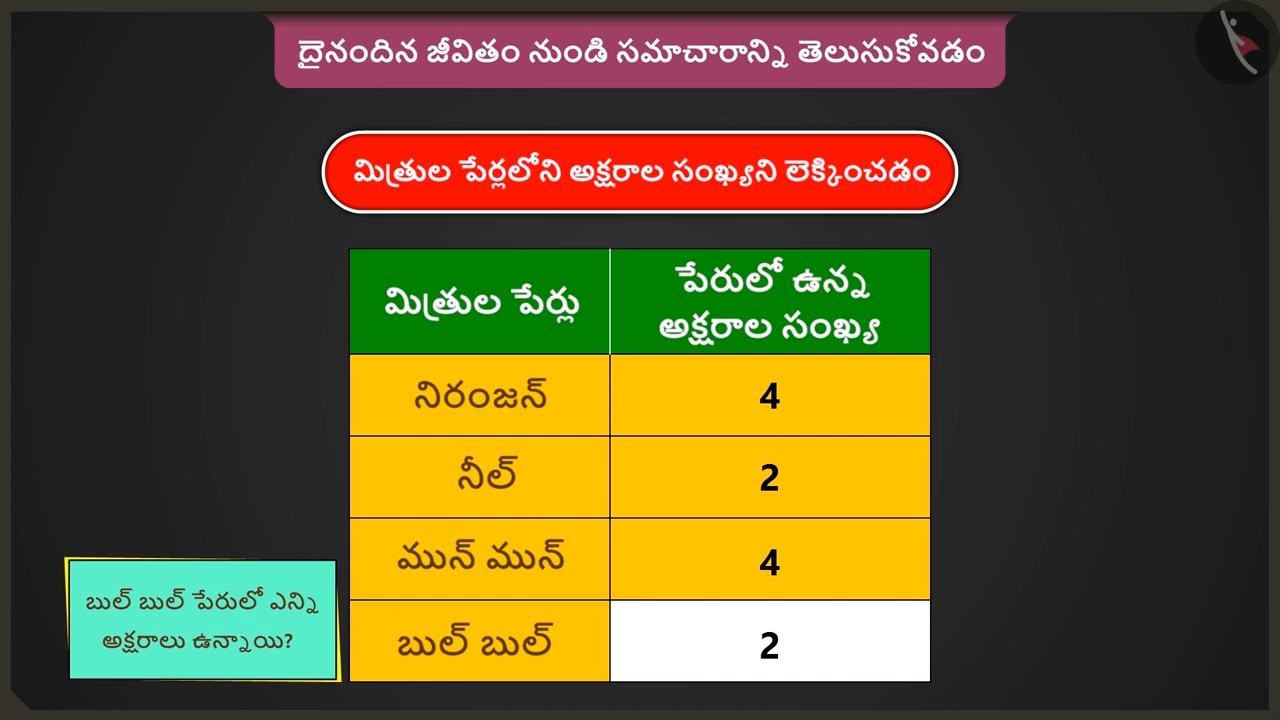 దైనందిన జీవితం నుండి సమాచారాన్ని తెలుసుకోవడం
మిత్రుల పేర్లలోని అక్షరాల సంఖ్యని లెక్కించడం
మిత్రుల పేర్లు
పేరులో ఉన్న
అక్షరాల సంఖ్య
నిరంజన్ 4
నీల్ 2
మున్ మున్ 4
బుల్ బుల్ 2
బుల్ బుల్ పేరులో ఎన్ని
అక్షరాలు ఉన్నాయి?